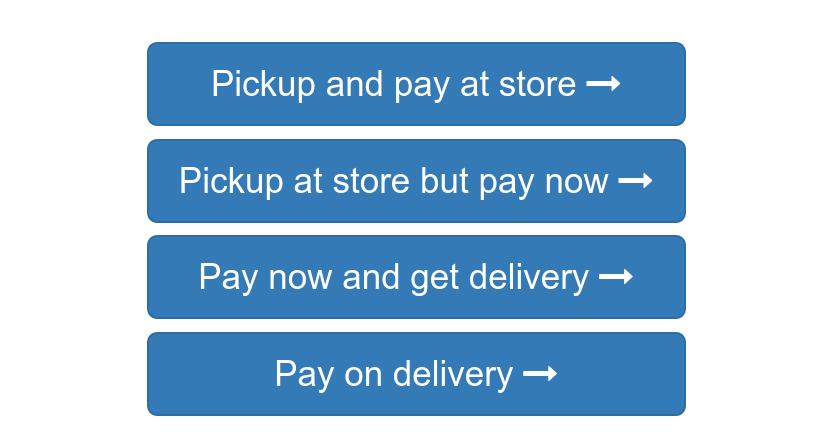 Pickup and pay at store ➞
Pickup at store but pay now ➞
Pay now and get delivery ➞
Pay on delivery ➞